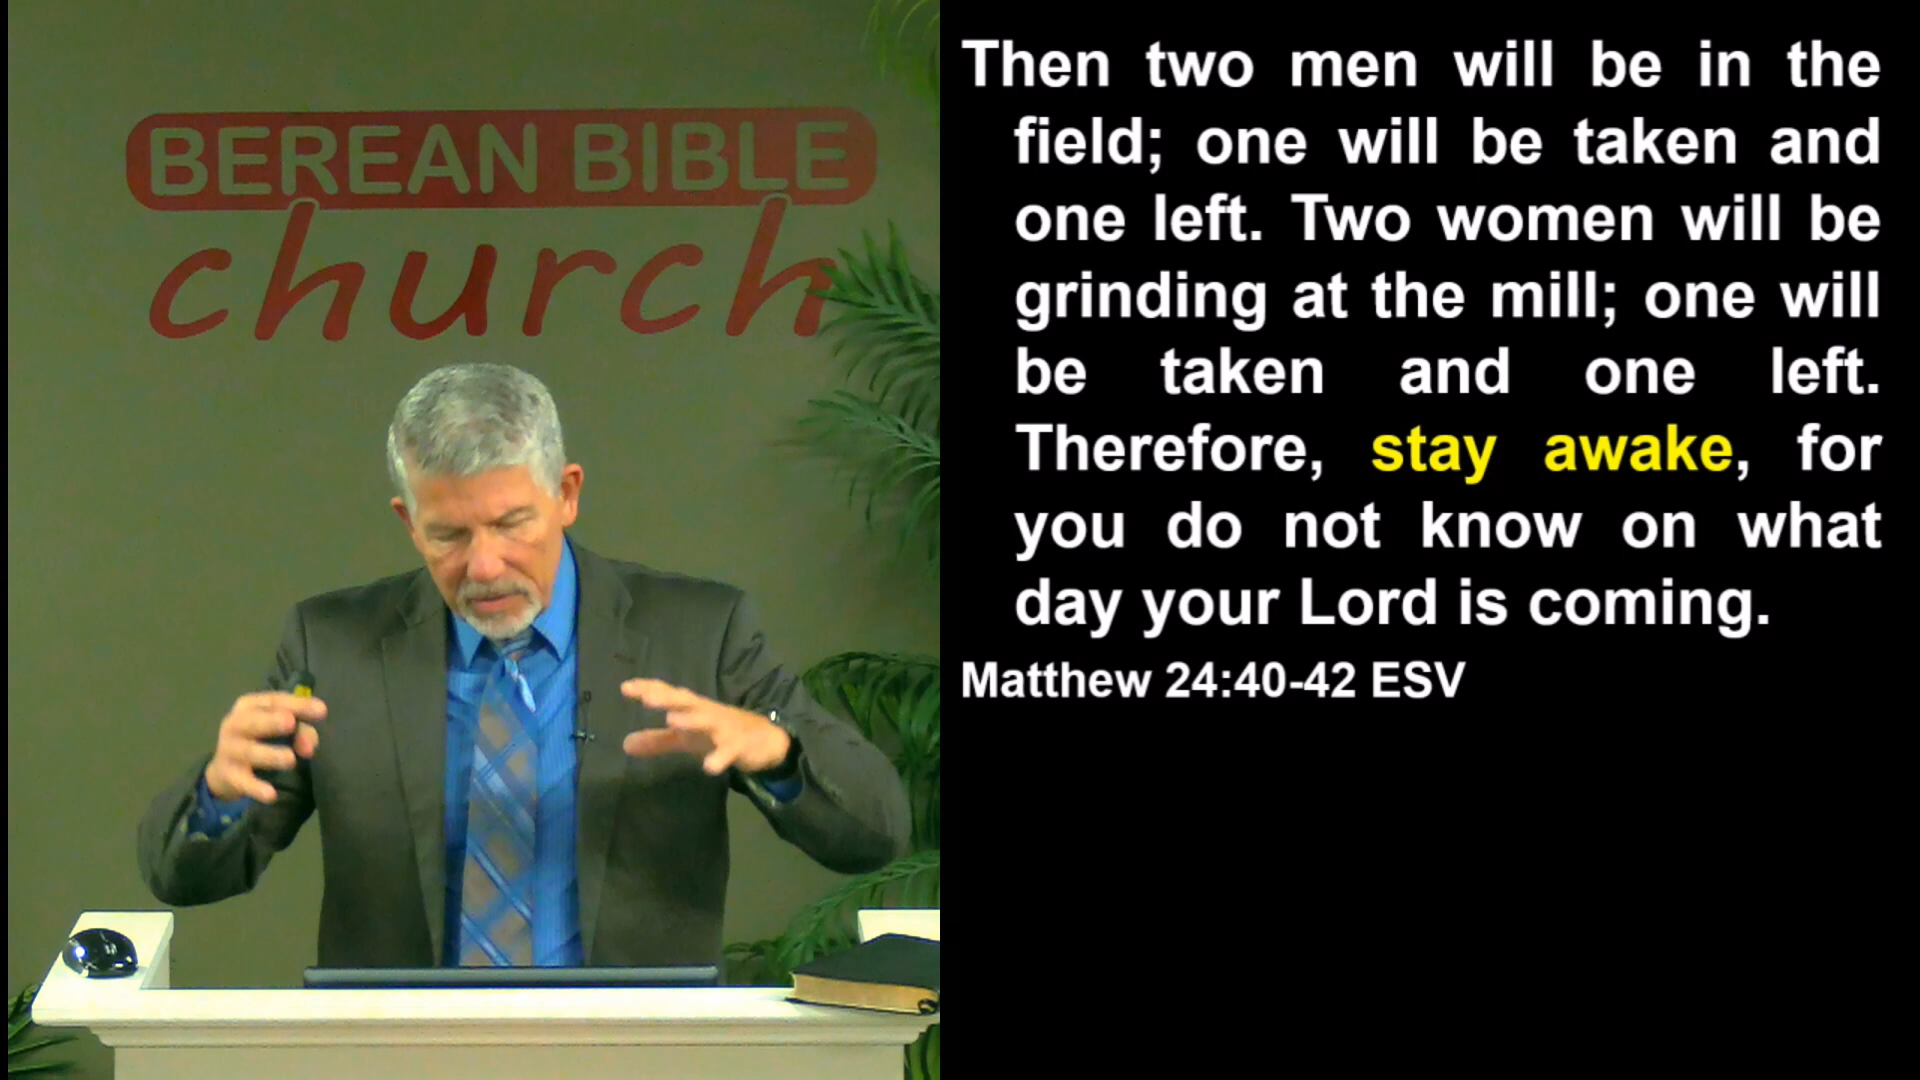 BEREAN BIBLE
church
Then two men will be in the
field; one will be taken and
one left. Two women will be
grinding at the mill; one will
be taken and one left.
Therefore, stay awake, for
you do not know on what
day your Lord is coming.
Matthew 24:40-42 ESV